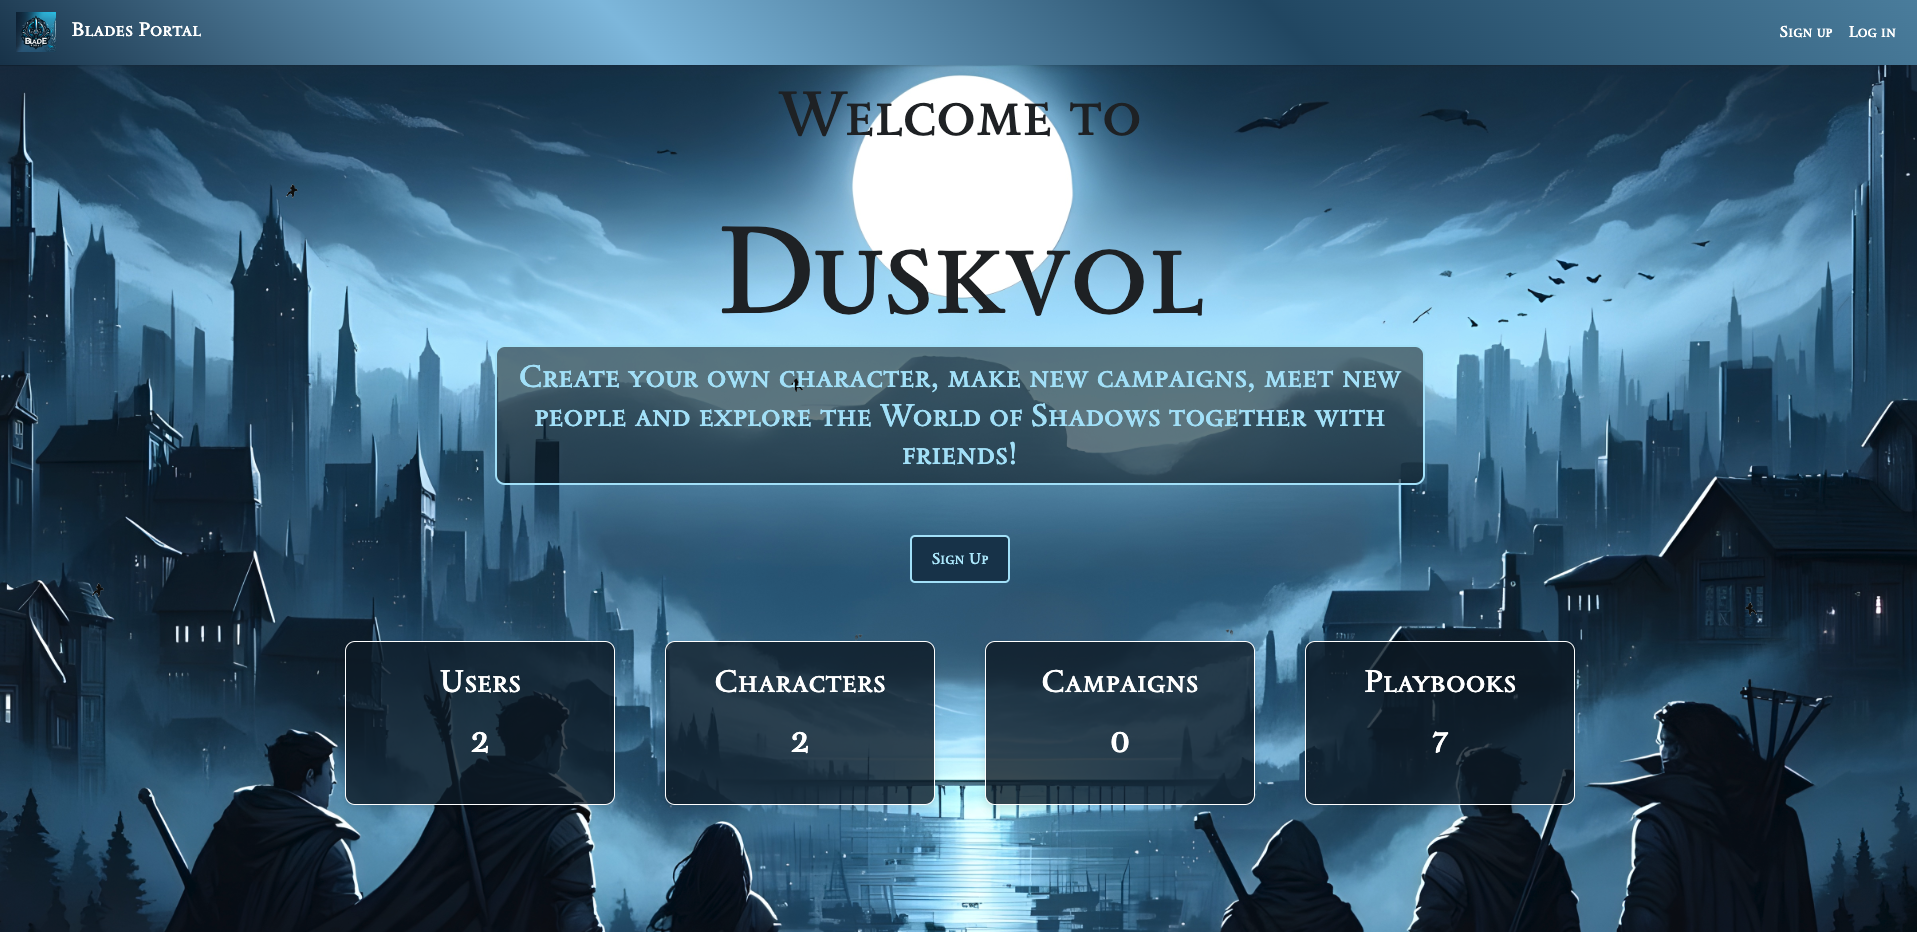 BLADE
Blades Portal
Sign up
Log in
Welcome to
Duskvol
Create your own character, make new campaigns, meet new
people and explore the World of Shadows together with
friends!
Sign Up
Users
Characters
Campaigns
Playbooks
2
2
0
7